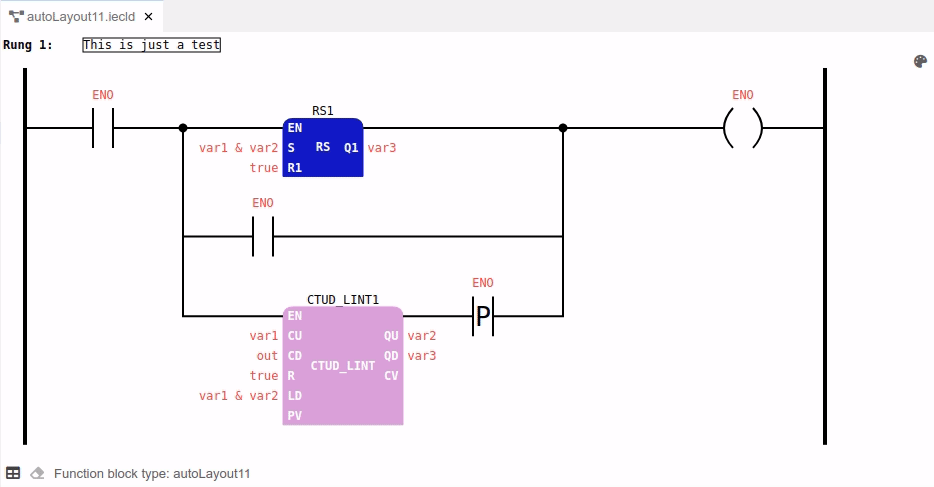 autoLayout11.iecld ×
Rung 1: This is just a test
ENO
ENO
RS1
EN
var1 & var2 S RS Q1 var3
true R1
ENO
ENO
CTUD_LINT1
EN
P
var1 CU QU var2
out CD QD var3
CTUD_LINT
true R CV
var1 & var2 LD
PV
Function block type: autoLayout11